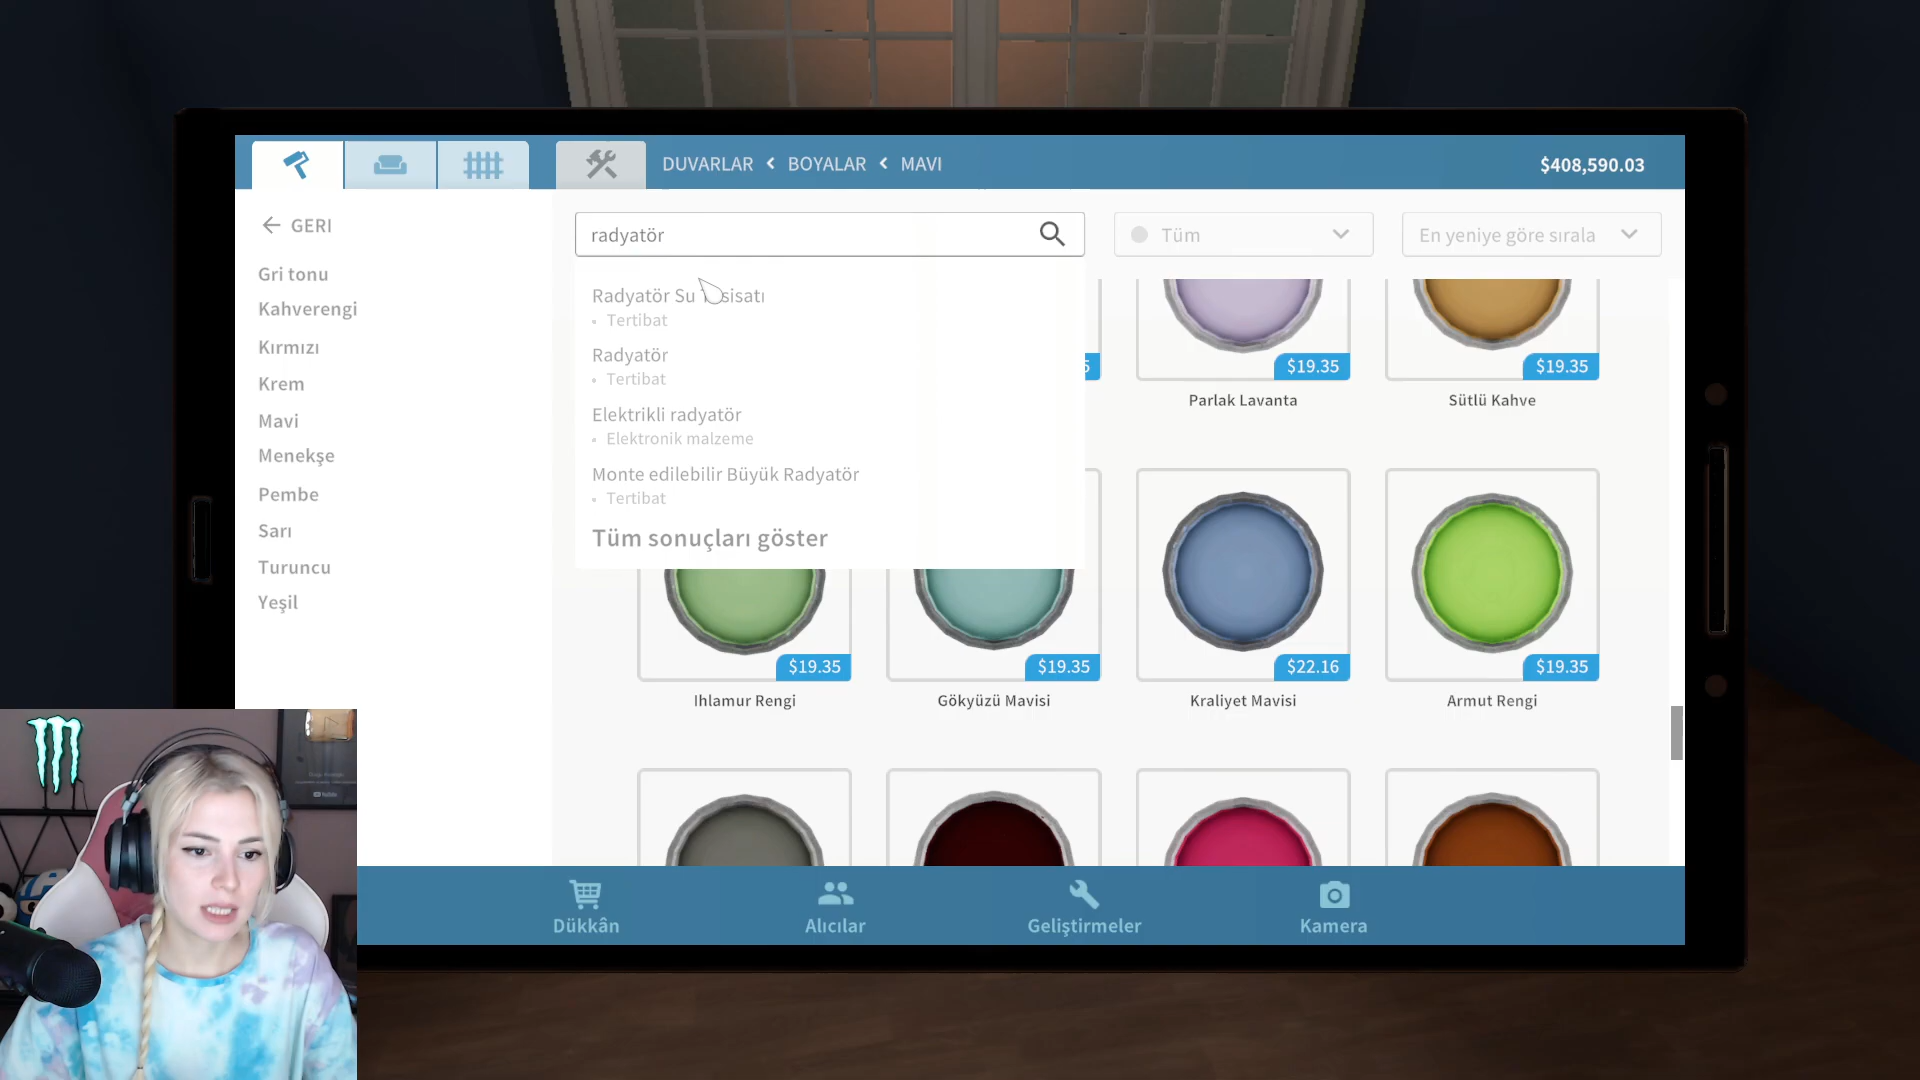 DUVARLAR < BOYALAR < MAVI
$408,590.03
GERI
radyatör
Tüm
En yeniye göre sırala
Gri tonu
Kahverengi
Kırmızı
Krem
Mavi
Menekşe
Pembe
Sarı
Turuncu
Yeşil
Radyatör Su
• Tertibat
Radyatör
• Tertibat
Elektrikli radyatör
• Elektronik malzeme
Monte edilebilir Büyük Radyatör
• Tertibat
Tüm sonuçları göster
$19.35
$19.35
Parlak Lavanta
Sütlü Kahve
$19.35
$19.35
$22.16
$19.35
Ihlamur Rengi
Gökyüzü Mavisi
Kraliyet Mavisi
Armut Rengi
Dükkân
Alıcılar
Geliştirmeler
Kamera